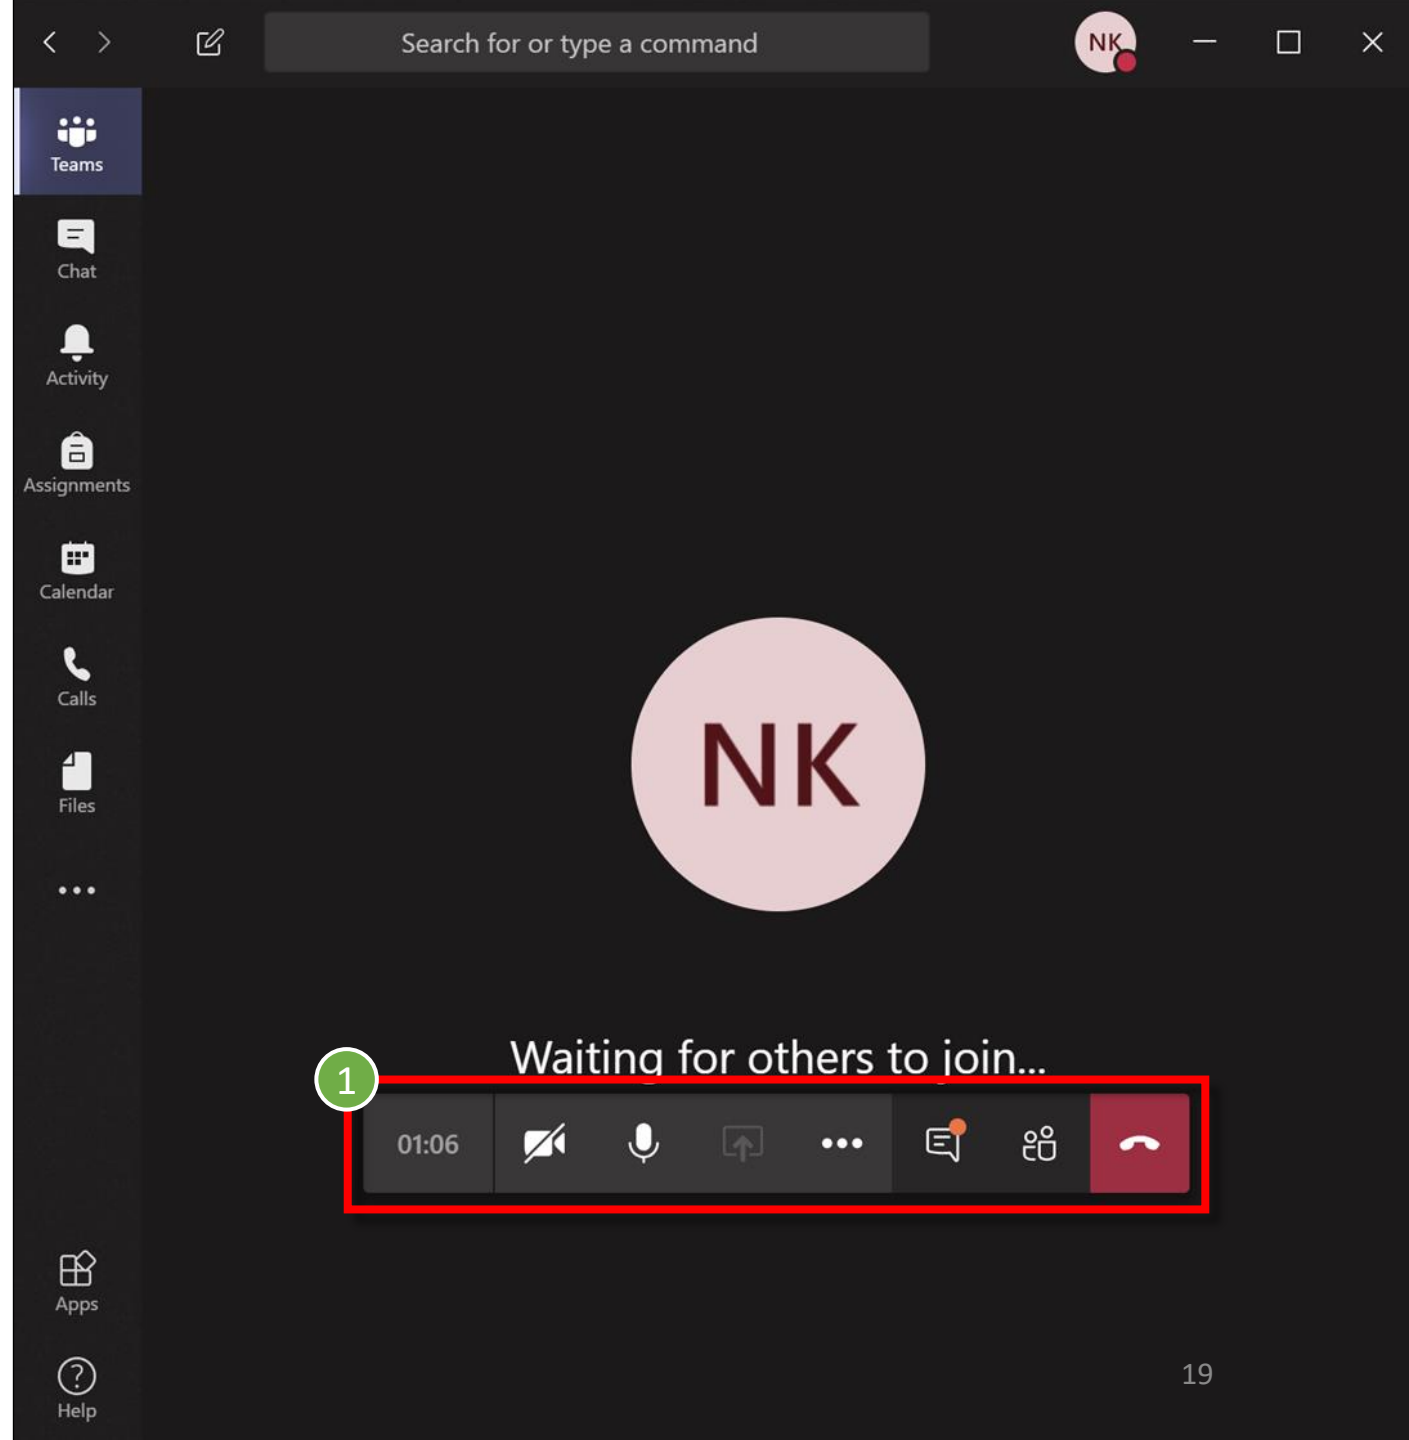 Search for or type a command
NK
Teams
Chat
Activity
Assignments
Calendar
Calls
Files
NK
Waiting for others to join...
1
01:06
Apps
Help
19